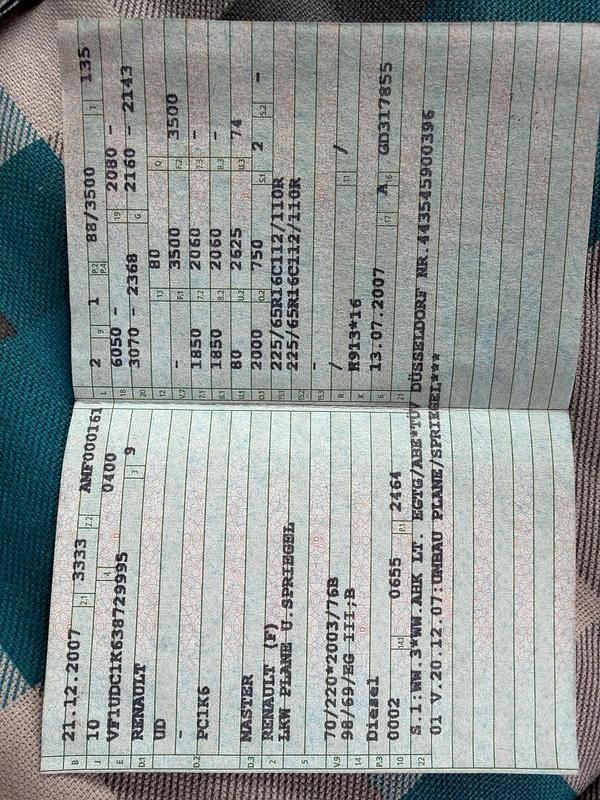 B 21.12.2007 2.1 3333 2.2 AMF000161
J 10 4 0400
E VF1UDC1K638729995 3 9
D.1 RENAULT
UD
-
D.2 PC1K6
D.3 MASTER
2 RENAULT (F)
LKW PLANE U.SPRIEGEL
5
V.9 70/220*2003/76B
14 98/69/EG III;B
P.3 Diesel
10 0002 14.1 0655 P.1 2464
22 S.1:WW.3*WW.AHK LT. EGTG/ABE*TÜV DÜSSELDORF NR.443545900396
01 V.20.12.07:UMBAU PLANE/SPRIEGEL***
L 2 9 1 P.2 P.4 88/3500 T 135
18 6050 - 19 2080 -
20 3070 - 2368 G 2160 - 2143
12 - 13 80 Q
V.7 - F.1 3500 F.2 3500
7.1 1850 7.2 2060 7.3 -
8.1 1850 8.2 2060 8.3 -
U.1 80 U.2 2625 U.3 74
O.1 2000 O.2 750 S.1 2 S.2 -
15.1 225/65R16C112/110R
15.2 225/65R16C112/110R
15.3 -
R / 11 /
K H913*16
6 13.07.2007 17 A 16 GD317855
21